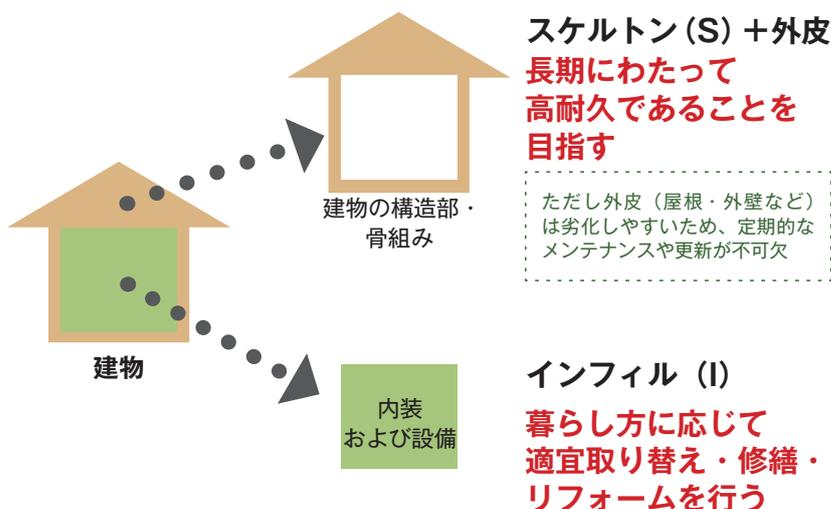 スケルトン（S）＋外皮
長期にわたって
高耐久であることを
目指す
ただし外皮（屋根・外壁など）
は劣化しやすいため、定期的な
メンテナンスや更新が不可欠
建物の構造部・
骨組み
建物
内装
および設備
インフィル（I）
暮らし方に応じて
適宜取り替え・修繕・
リフォームを行う